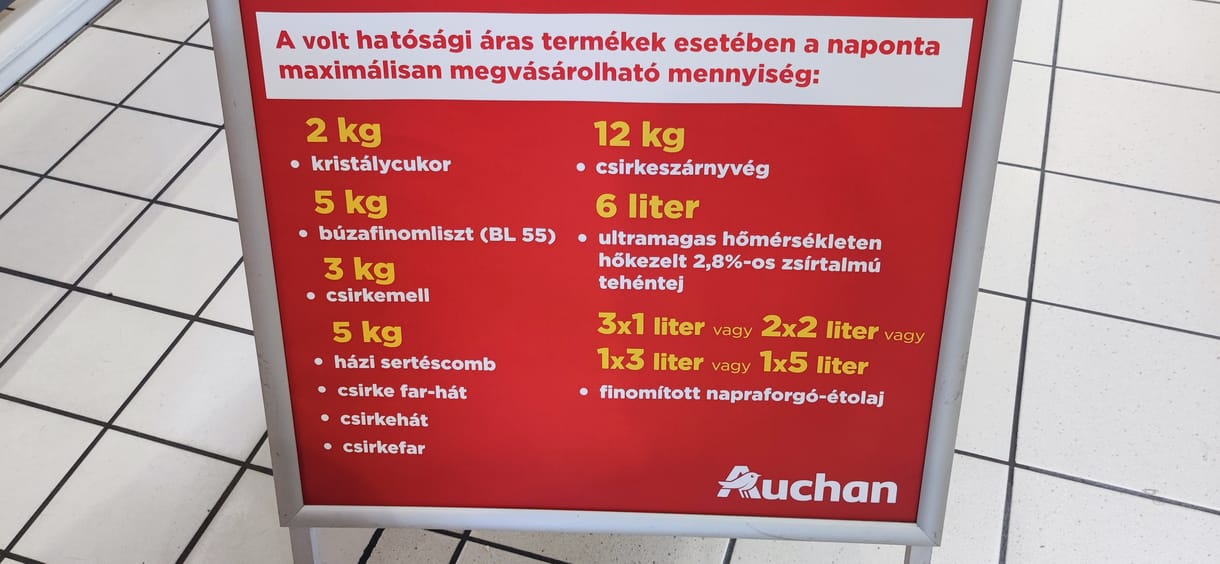 A volt hatósági áras termékek esetében a naponta
maximálisan megvásárolható mennyiség:
2 kg
• kristálycukor
5 kg
• búzafinomliszt (BL 55)
3 kg
• csirkemell
5 kg
• házi sertéscomb
• csirke far-hát
• csirkehát
• csirkefar
12 kg
• csirkeszárnyvég
6 liter
• ultramagas hőmérsékleten
hőkezelt 2,8%-os zsírtalmú
tehéntej
3x1 liter vagy 2x2 liter vagy
1x3 liter vagy 1x5 liter
• finomított napraforgó-étolaj
Auchan